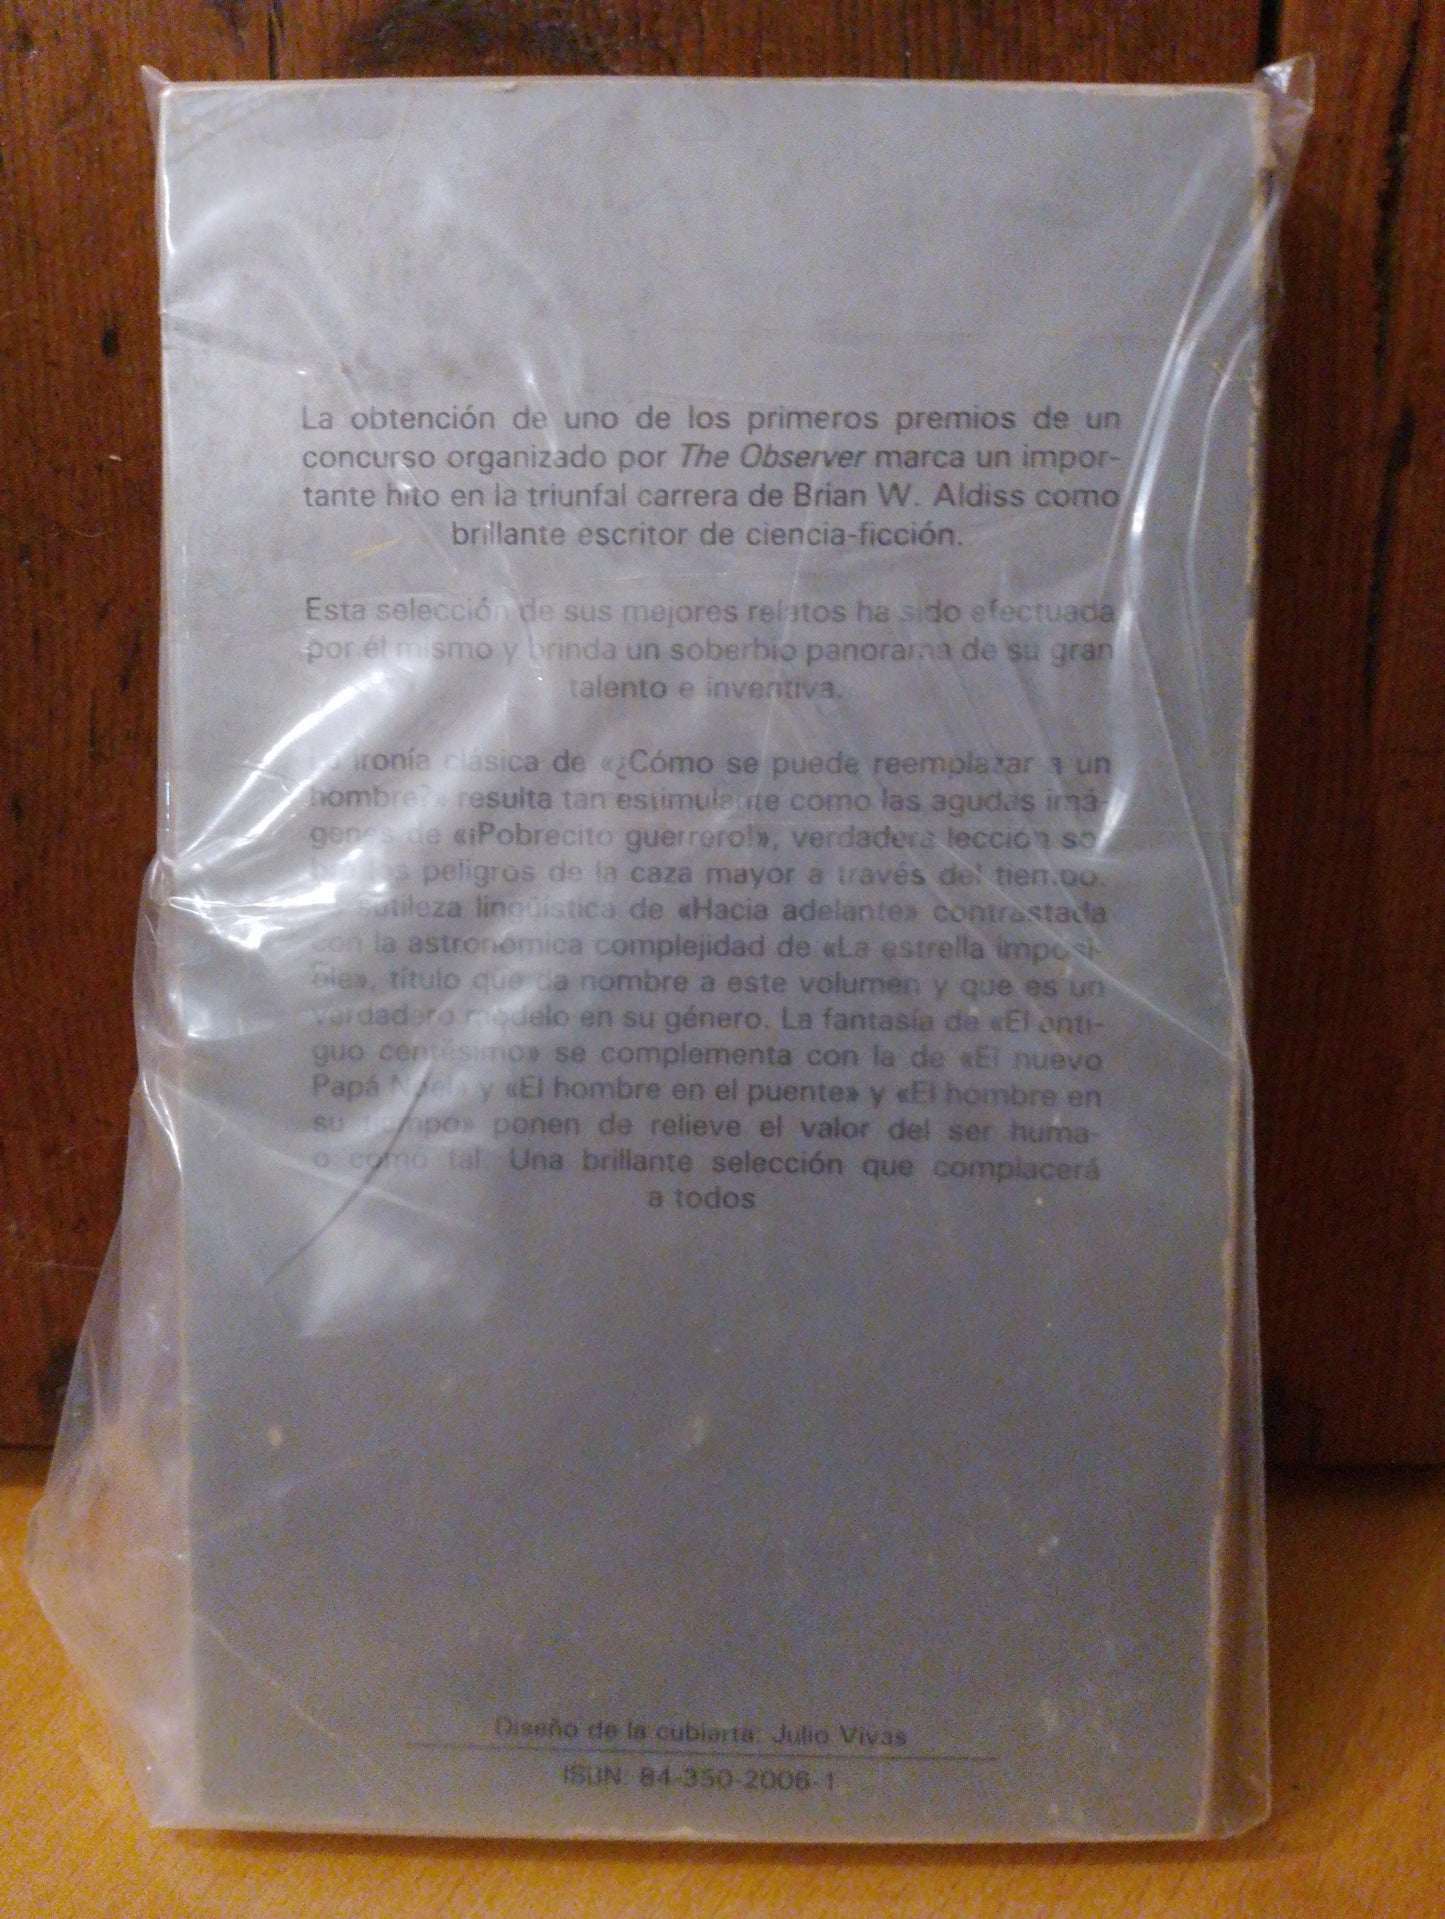 La obtención de uno de los primeros premios de un
concurso organizado por The Observer marca un impor-
tante hito en la triunfal carrera de Brian W. Aldiss como
brillante escritor de ciencia-ficción.
Esta selección de sus mejores relatos ha sido efectuada
por él mismo y brinda un soberbio panorama de su gran
talento e inventiva.
La ironía clásica de «¿Cómo se puede reemplazar a un
hombre?» resulta tan estimulante como las agudas imá-
genes de «¡Pobrecito guerrero!», verdadera lección so-
bre los peligros de la caza mayor a través del tiempo.
sutileza lingüística de «Hacia adelante» contrastada
con la astronómica complejidad de «La estrella imposi-
ble», título que da nombre a este volumen y que es un
verdadero modelo en su género. La fantasía de «El anti-
guo centésimo» se complementa con la de «El nuevo
Papá Noel» y «El hombre en el puente» y «El hombre en
su tiempo» ponen de relieve el valor del ser huma-
o como tal. Una brillante selección que complacerá
a todos
Diseño de la cubierta: Julio Vivas
ISBN: 84-350-2006-1